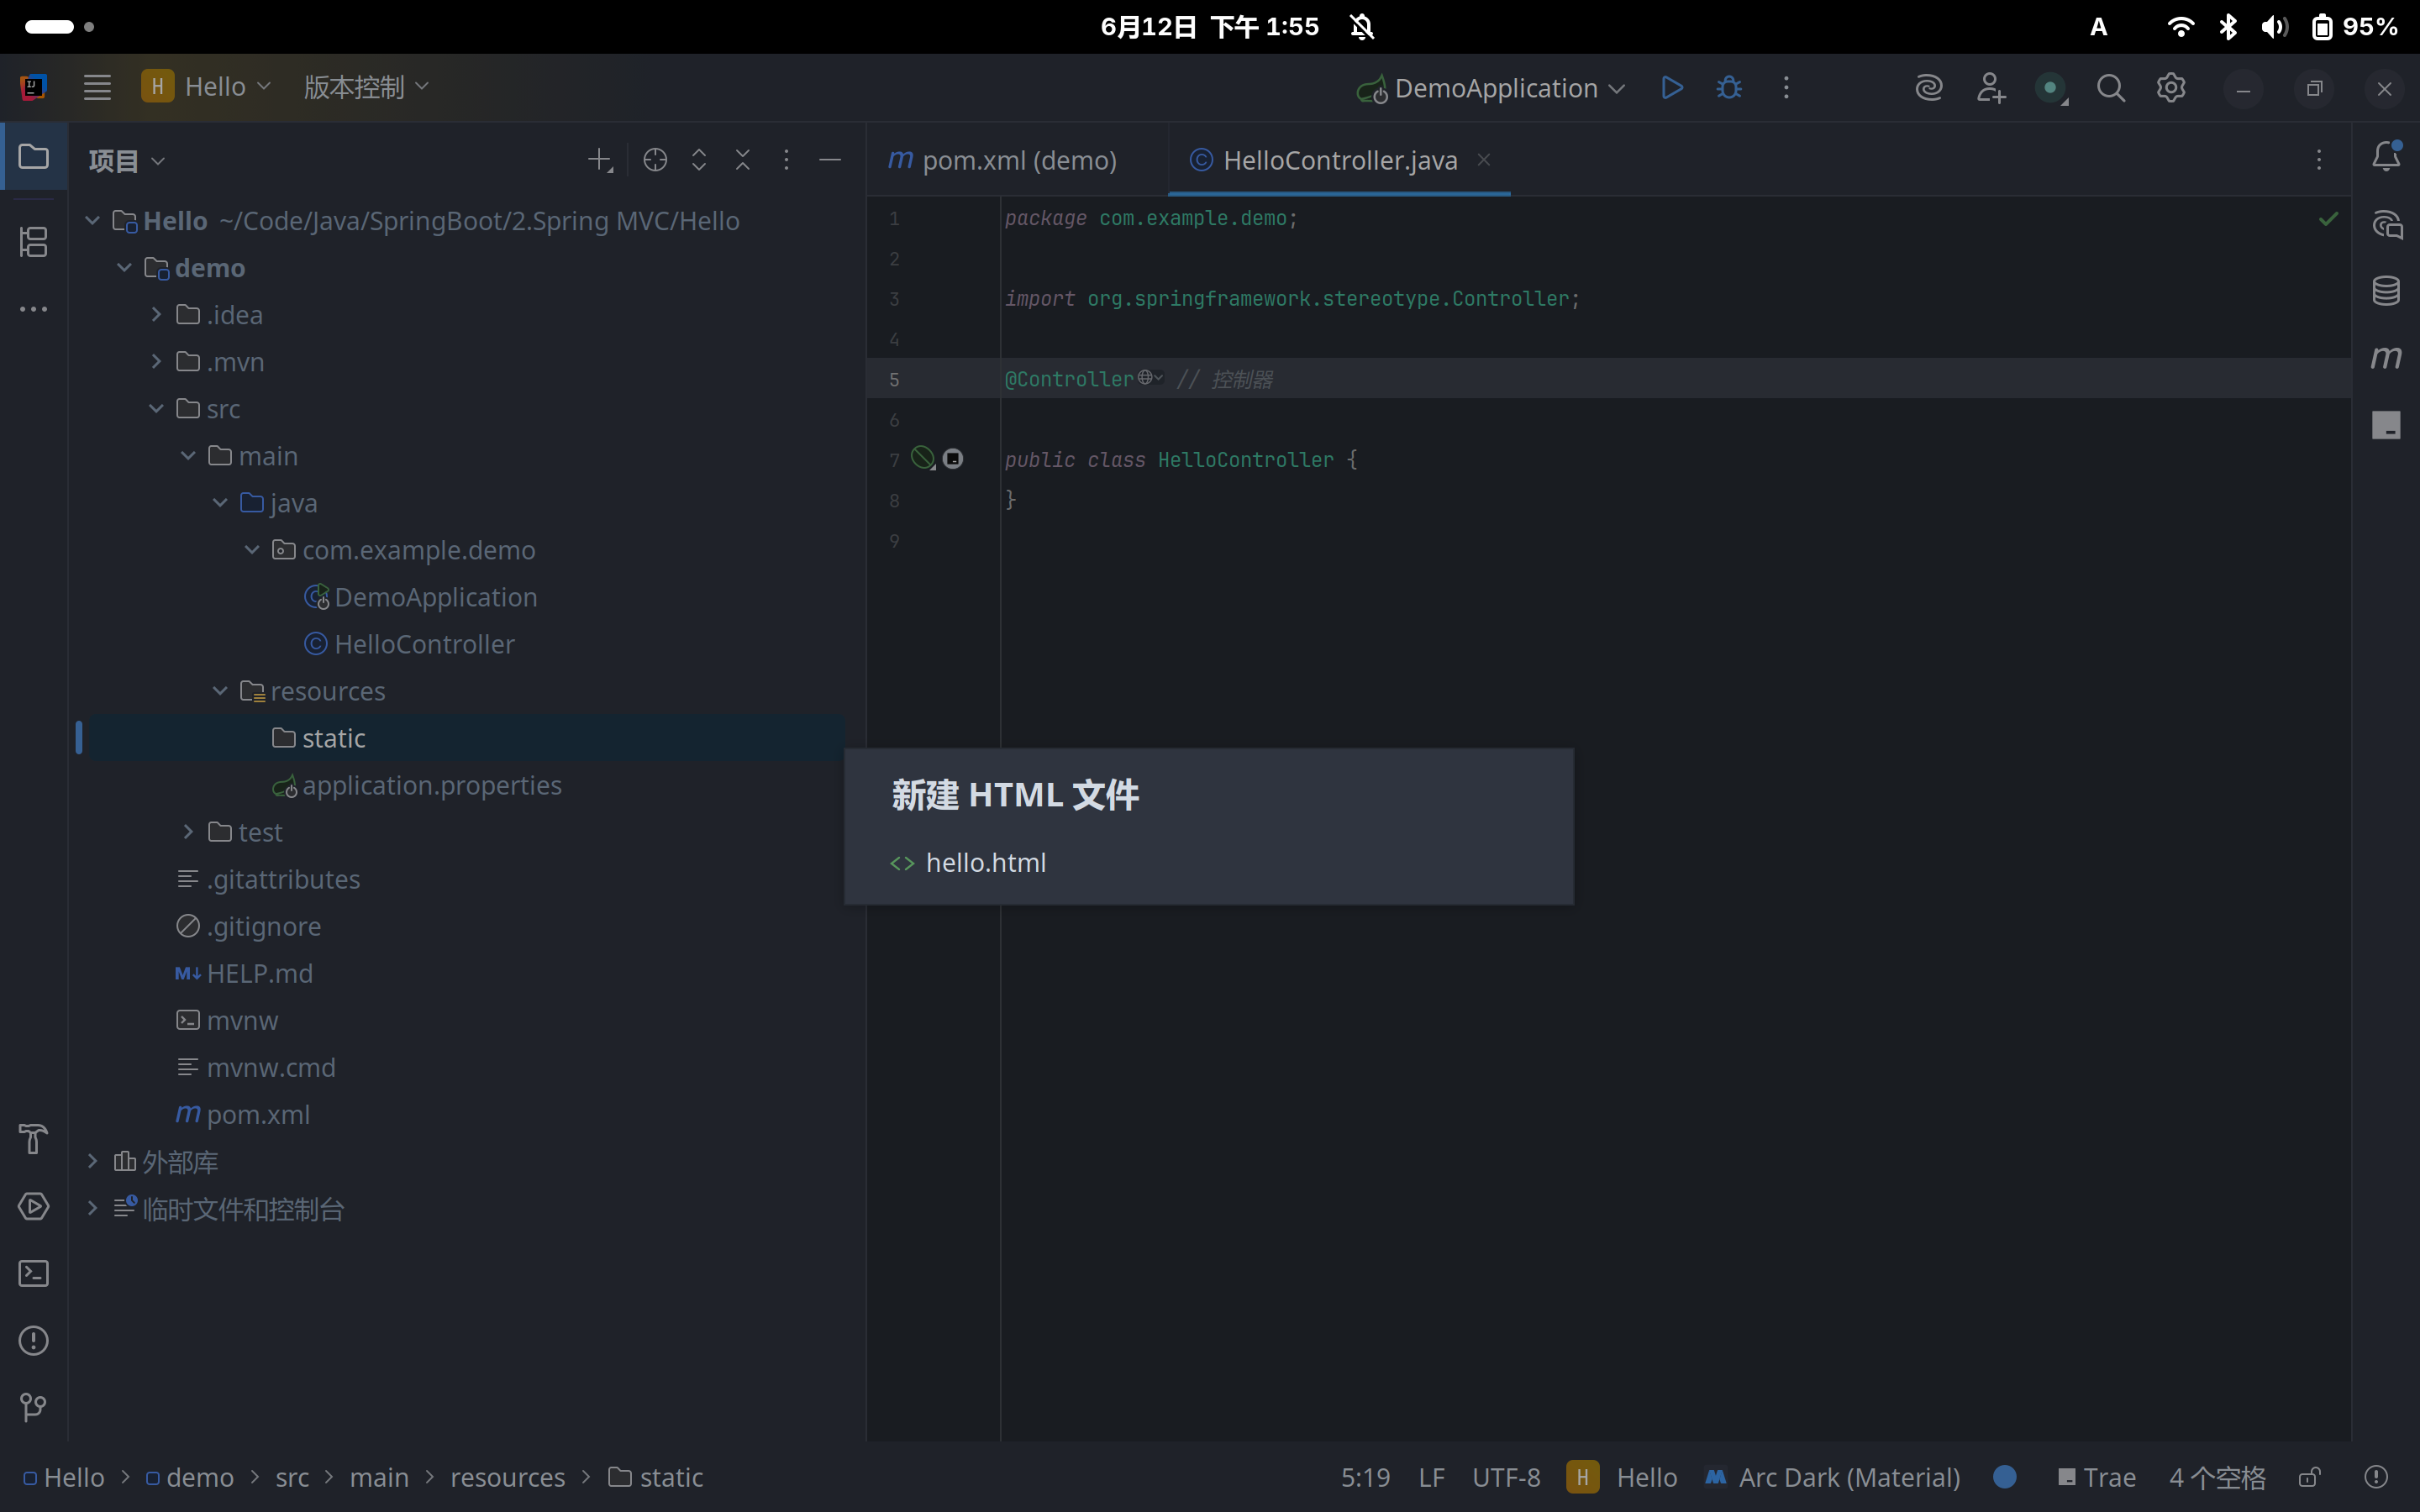 6月12日 下午 1:55
A
95%
H Hello 版本控制
DemoApplication
项目
pom.xml (demo)
HelloController.java
Hello ~/Code/Java/SpringBoot/2.Spring MVC/Hello
demo
.idea
.mvn
src
main
java
com.example.demo
DemoApplication
HelloController
resources
static
application.properties
test
.gitattributes
.gitignore
HELP.md
mvnw
mvnw.cmd
pom.xml
外部库
临时文件和控制台
1 package com.example.demo;
2
3 import org.springframework.stereotype.Controller;
4
5 @Controller // 控制器
6
7 public class HelloController {
8 }
9
新建 HTML 文件
hello.html
Hello > demo > src > main > resources > static
5:19 LF UTF-8 H Hello Arc Dark (Material) Trae 4 个空格